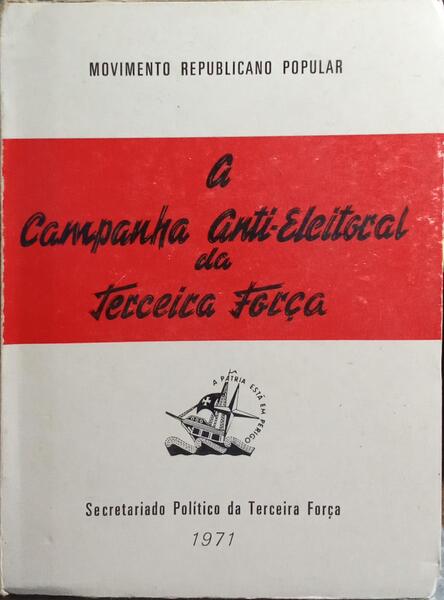 MOVIMENTO REPUBLICANO POPULAR
A
Campanha Anti-Eleitoral
da
Terceira Força
A PÁTRIA ESTÁ EM PERIGO
Secretariado Político da Terceira Força
1971